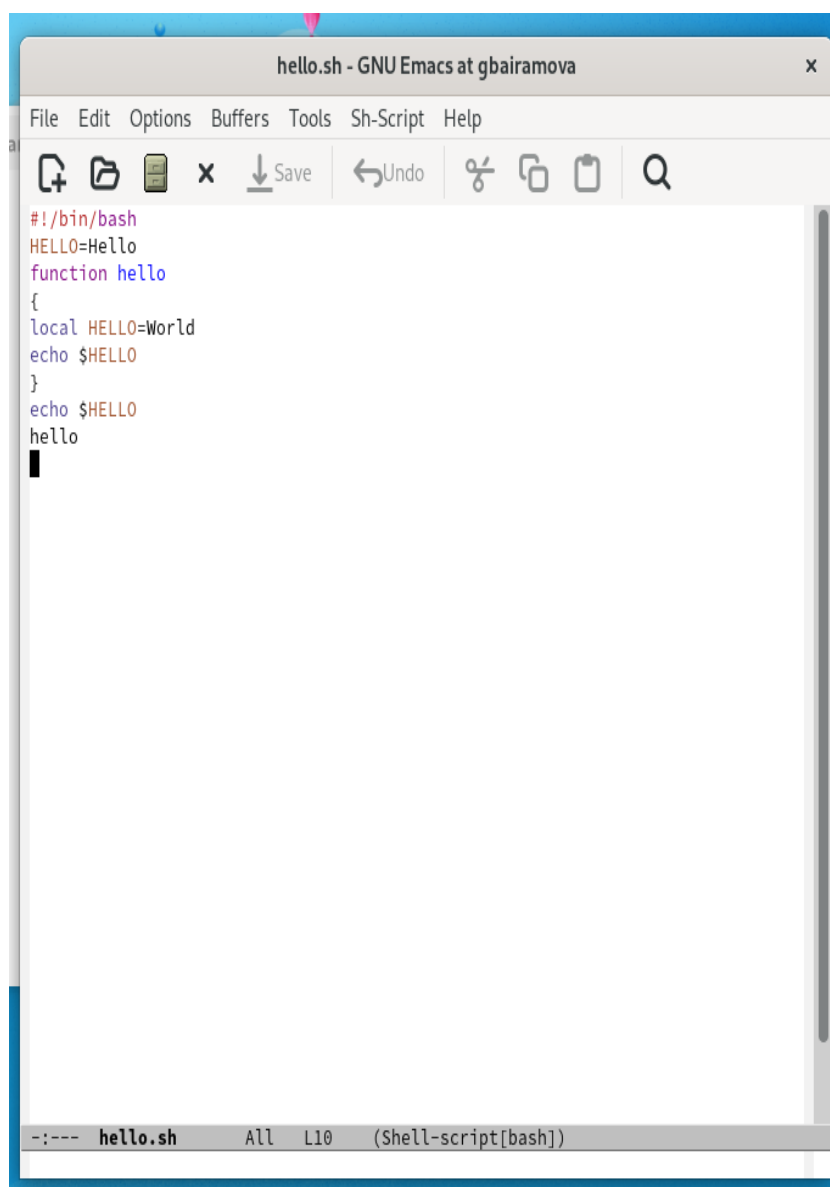 hello.sh - GNU Emacs at gbairamova x
File Edit Options Buffers Tools Sh-Script Help
Save Undo
#!/bin/bash
HELLO=Hello
function hello
{
local HELLO=World
echo $HELLO
}
echo $HELLO
hello
-:--- hello.sh All L10 (Shell-script[bash])